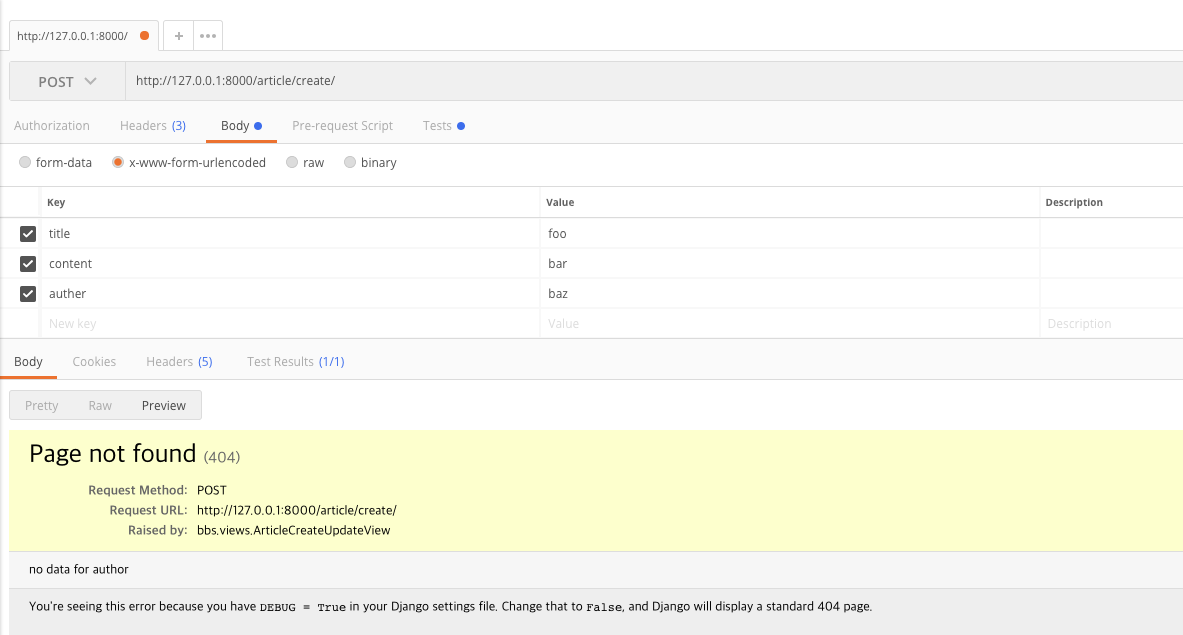 http://127.0.0.1:8000/ + •••
POST http://127.0.0.1:8000/article/create/
Authorization Headers (3) Body Pre-request Script Tests
form-data x-www-form-urlencoded raw binary
Key Value Description
title foo
content bar
auther baz
New key Value Description
Body Cookies Headers (5) Test Results (1/1)
Pretty Raw Preview
Page not found (404)
Request Method: POST
Request URL: http://127.0.0.1:8000/article/create/
Raised by: bbs.views.ArticleCreateUpdateView
no data for author
You're seeing this error because you have DEBUG = True in your Django settings file. Change that to False, and Django will display a standard 404 page.